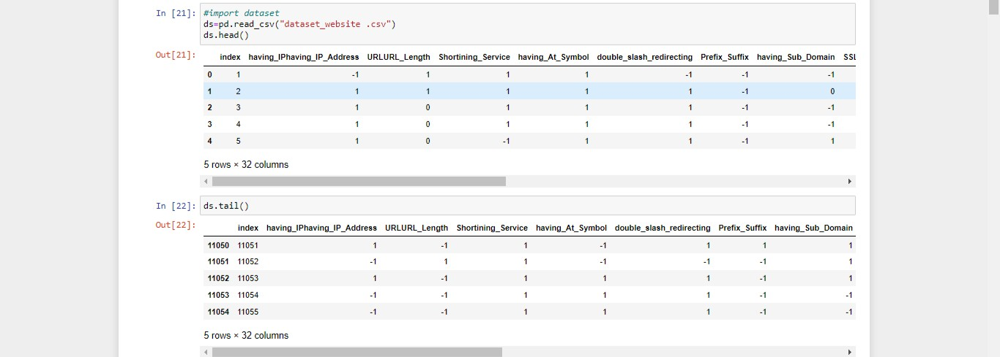 In [21]: #import dataset
ds=pd.read_csv("dataset_website .csv")
ds.head()
Out[21]:
index having_IPhaving_IP_Address URLURL_Length Shortining_Service having_At_Symbol double_slash_redirecting Prefix_Suffix having_Sub_Domain SSL
0 1 -1 1 1 1 -1 -1 -1
1 2 1 1 1 1 1 -1 0
2 3 1 0 1 1 1 -1 -1
3 4 1 0 1 1 1 -1 -1
4 5 1 0 -1 1 1 -1 1
5 rows × 32 columns
In [22]: ds.tail()
Out[22]:
index having_IPhaving_IP_Address URLURL_Length Shortining_Service having_At_Symbol double_slash_redirecting Prefix_Suffix having_Sub_Domain
11050 11051 1 -1 1 -1 1 1 1
11051 11052 -1 1 1 -1 -1 -1 1
11052 11053 1 -1 1 1 1 -1 1
11053 11054 -1 -1 1 1 1 -1 -1
11054 11055 -1 -1 1 1 1 -1 -1
5 rows × 32 columns